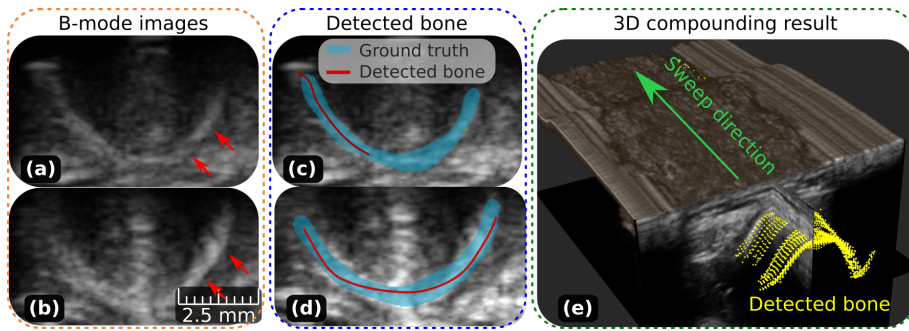 B-mode images
Detected bone
3D compounding result
Ground truth
Detected bone
Sweep direction
(a)
(c)
(b)
2.5 mm
(d)
(e)
Detected bone